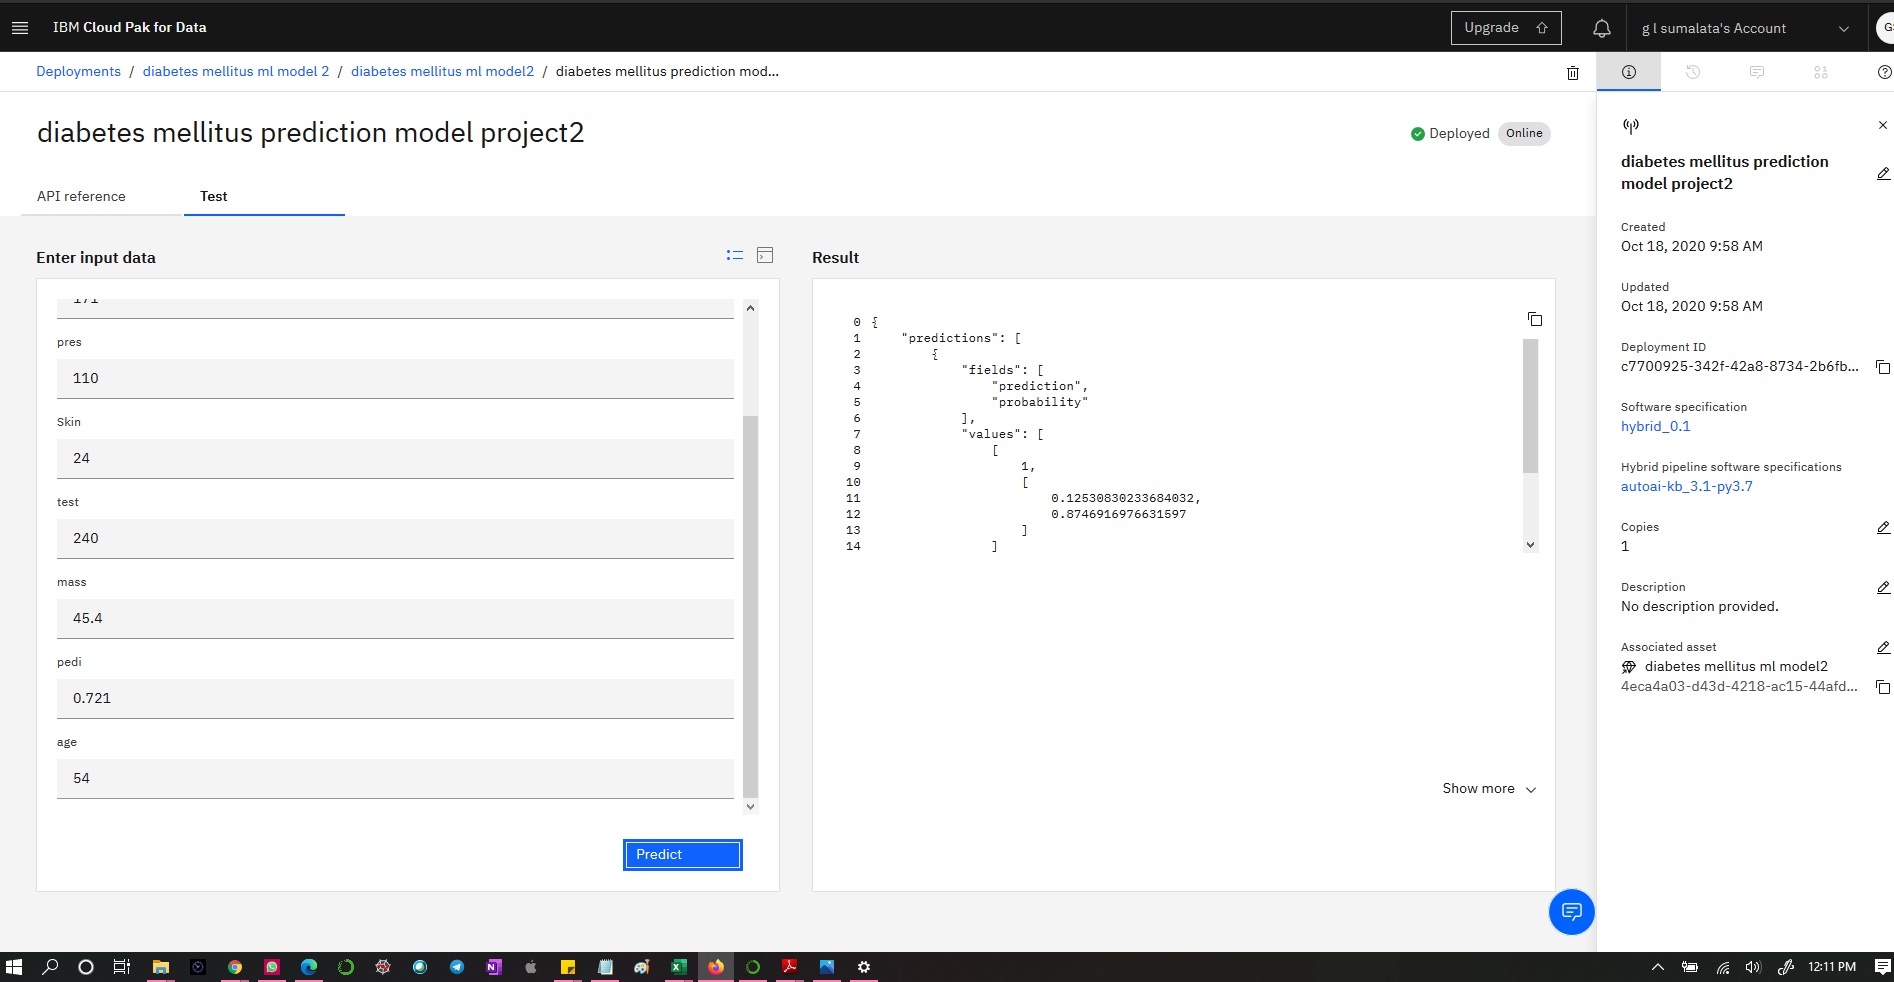 IBM Cloud Pak for Data
Upgrade
g l sumalata's Account
Deployments / diabetes mellitus ml model 2 / diabetes mellitus ml model2 / diabetes mellitus prediction mod...
diabetes mellitus prediction model project2
Deployed Online
API reference Test
Enter input data
171
pres
110
Skin
24
test
240
mass
45.4
pedi
0.721
age
54
Predict
Result
0 {
1 "predictions": [
2 {
3 "fields": [
4 "prediction",
5 "probability"
6 ],
7 "values": [
8 [
9 1,
10 [
11 0.12530830233684032,
12 0.8746916976631597
13 ]
14 ]
Show more
diabetes mellitus prediction
model project2
Created
Oct 18, 2020 9:58 AM
Updated
Oct 18, 2020 9:58 AM
Deployment ID
c7700925-342f-42a8-8734-2b6fb...
Software specification
hybrid_0.1
Hybrid pipeline software specifications
autoai-kb_3.1-py3.7
Copies
1
Description
No description provided.
Associated asset
diabetes mellitus ml model2
4eca4a03-d43d-4218-ac15-44afd...
12:11 PM